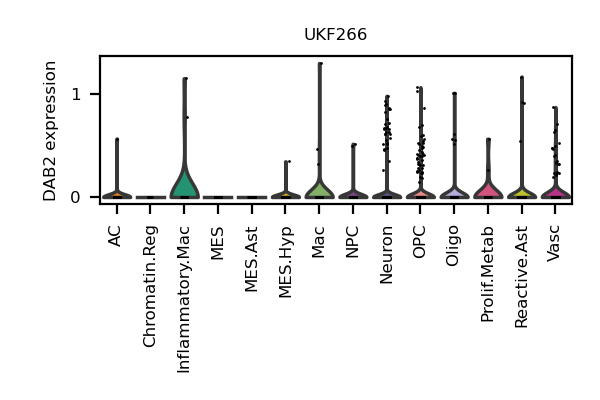 UKF266
DAB2 expression
1
0
AC
Chromatin.Reg
Inflammatory.Mac
MES
MES.Ast
MES.Hyp
Mac
NPC
Neuron
OPC
Oligo
Prolif.Metab
Reactive.Ast
Vasc